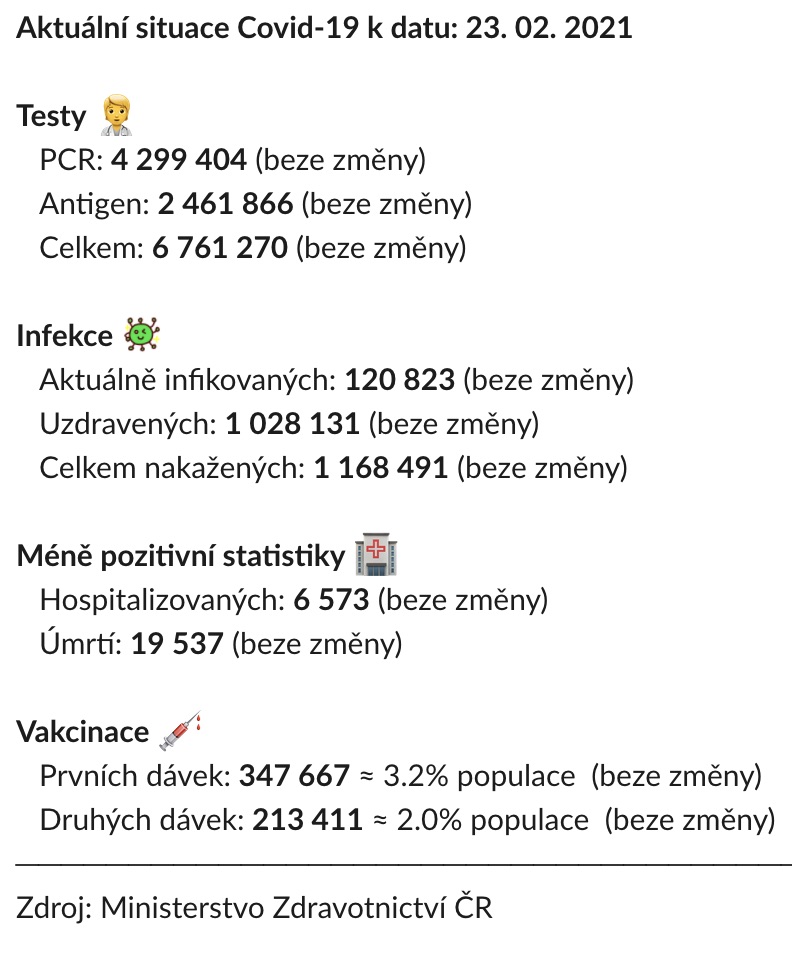 Aktuální situace Covid-19 k datu: 23. 02. 2021
Testy 🧑‍⚕️
PCR: 4 299 404 (beze změny)
Antigen: 2 461 866 (beze změny)
Celkem: 6 761 270 (beze změny)
Infekce 🦠
Aktuálně infikovaných: 120 823 (beze změny)
Uzdravených: 1 028 131 (beze změny)
Celkem nakažených: 1 168 491 (beze změny)
Méně pozitivní statistiky 🏥
Hospitalizovaných: 6 573 (beze změny)
Úmrtí: 19 537 (beze změny)
Vakcinace 💉
Prvních dávek: 347 667 ≈ 3.2% populace (beze změny)
Druhých dávek: 213 411 ≈ 2.0% populace (beze změny)
Zdroj: Ministerstvo Zdravotnictví ČR